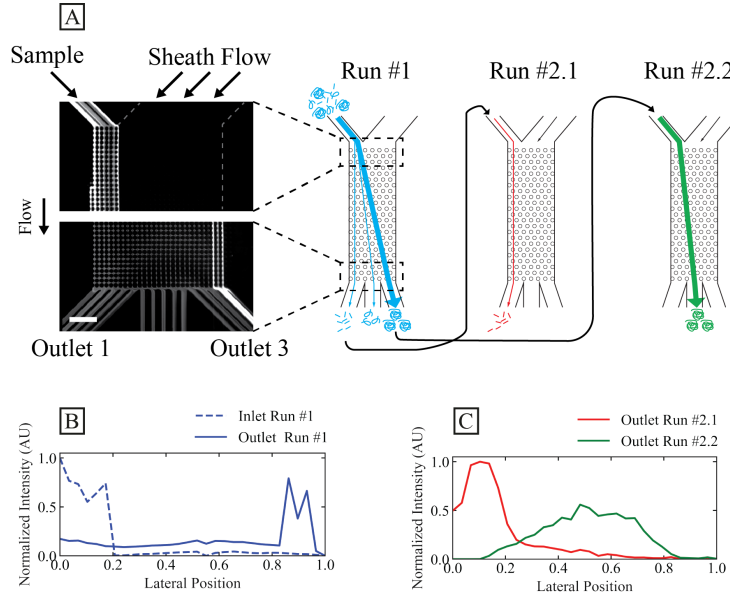 A
Sample
Sheath Flow
Run #1
Run #2.1
Run #2.2
Flow
Outlet 1
Outlet 3
B
Inlet Run #1
Outlet Run #1
Normalized Intensity (AU)
1.0
0.5
0.0
0.0 0.2 0.4 0.6 0.8 1.0
Lateral Position
C
Outlet Run #2.1
Outlet Run #2.2
Normalized Intensity (AU)
1.0
0.5
0.0
0.0 0.2 0.4 0.6 0.8 1.0
Lateral Position